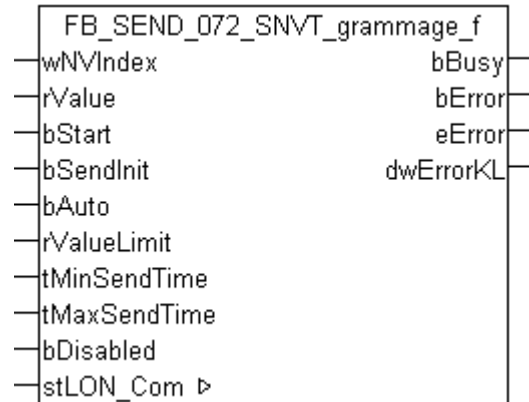 FB_SEND_072_SNVT_grammage_f
wNVIndex bBusy
rValue bError
bStart eError
bSendInit dwErrorKL
bAuto
rValueLimit
tMinSendTime
tMaxSendTime
bDisabled
stLON_Com ▷